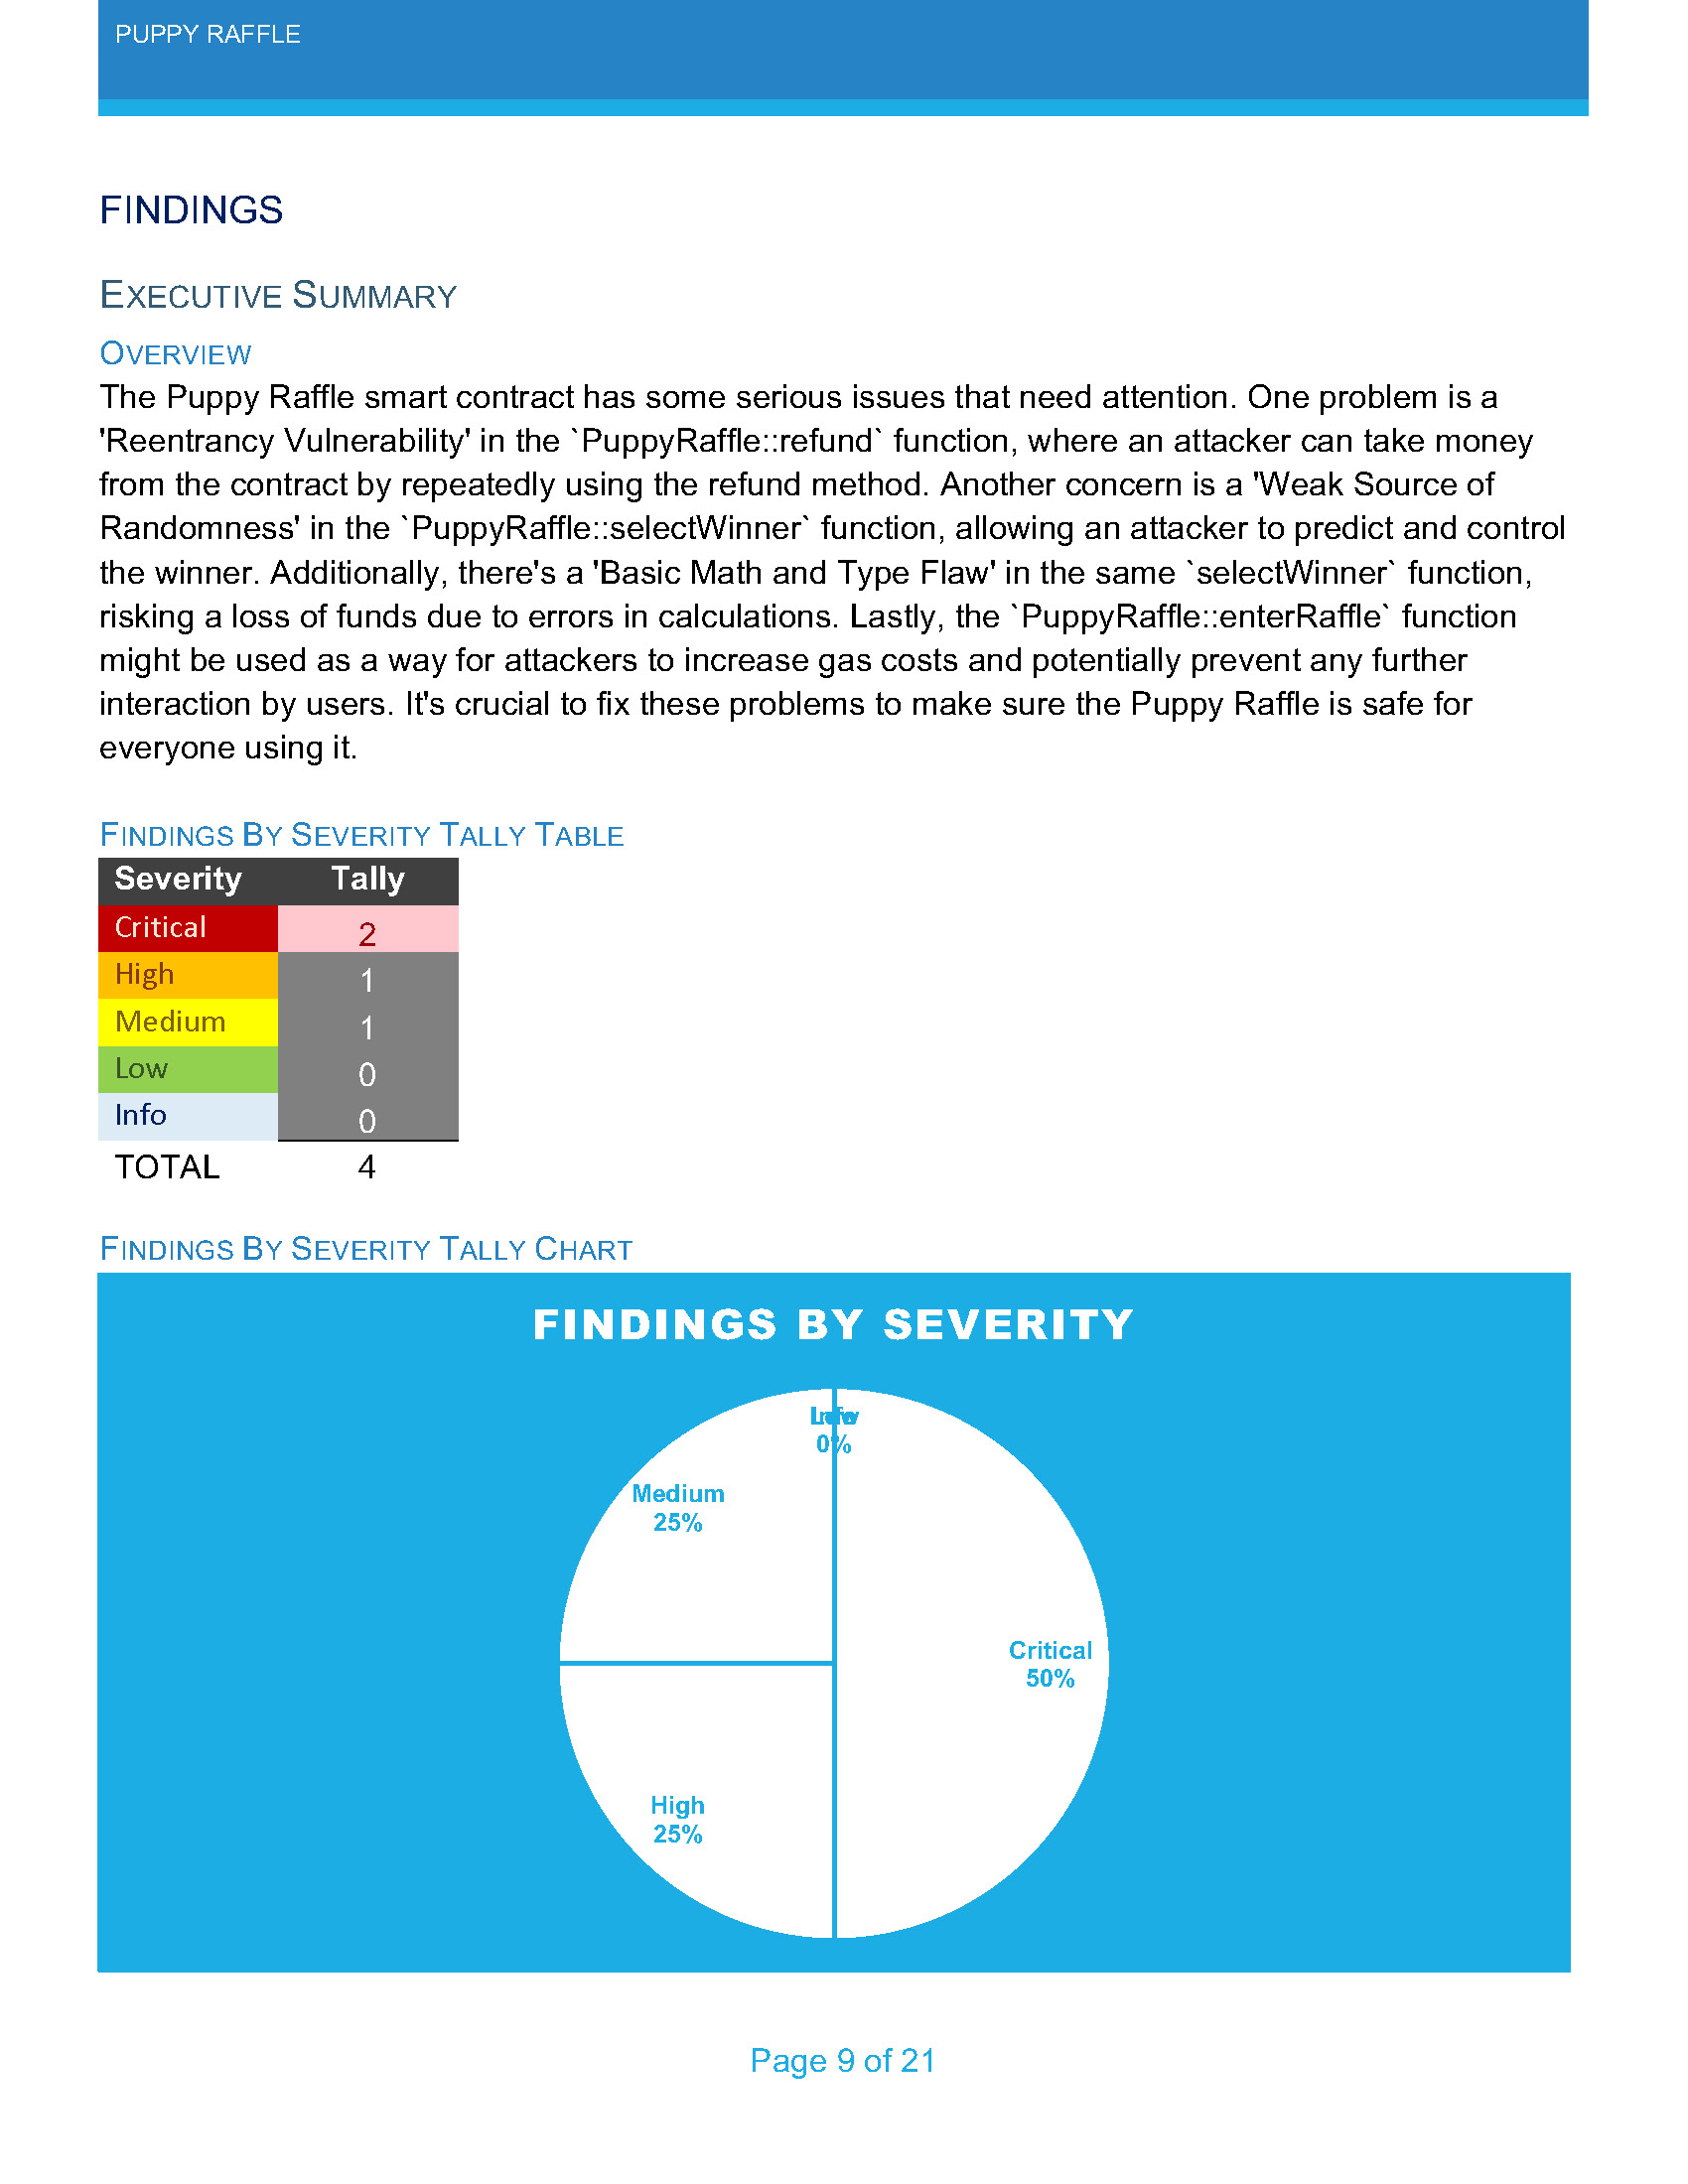 PUPPY RAFFLE
FINDINGS
EXECUTIVE SUMMARY
OVERVIEW
The Puppy Raffle smart contract has some serious issues that need attention. One problem is a
'Reentrancy Vulnerability' in the `PuppyRaffle::refund` function, where an attacker can take money
from the contract by repeatedly using the refund method. Another concern is a 'Weak Source of
Randomness' in the `PuppyRaffle::selectWinner` function, allowing an attacker to predict and control
the winner. Additionally, there's a 'Basic Math and Type Flaw' in the same `selectWinner` function,
risking a loss of funds due to errors in calculations. Lastly, the `PuppyRaffle::enterRaffle` function
might be used as a way for attackers to increase gas costs and potentially prevent any further
interaction by users. It's crucial to fix these problems to make sure the Puppy Raffle is safe for
everyone using it.
FINDINGS BY SEVERITY TALLY TABLE
Severity Tally
Critical 2
High 1
Medium 1
Low 0
Info 0
TOTAL 4
FINDINGS BY SEVERITY TALLY CHART
FINDINGS BY SEVERITY
0%
Medium
25%
Critical
50%
High
25%
Page 9 of 21